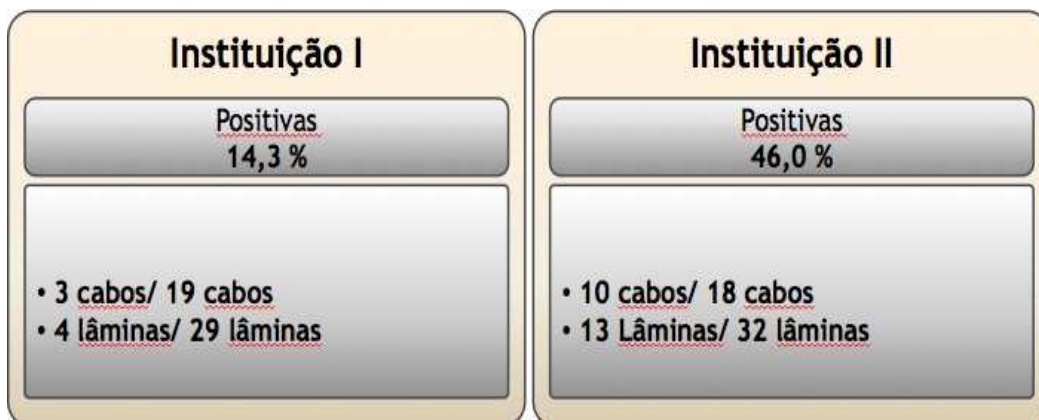 Instituição I
Positivas
14,3 %
• 3 cabos/ 19 cabos
• 4 lâminas/ 29 lâminas
Instituição II
Positivas
46,0 %
• 10 cabos/ 18 cabos
• 13 Lâminas/ 32 lâminas